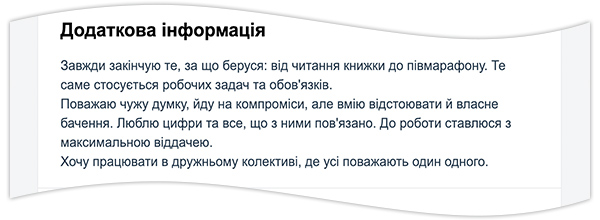 Додаткова інформація
Завжди закінчую те, за що беруся: від читання книжки до півмарафону. Те
саме стосується робочих задач та обов'язків.
Поважаю чужу думку, йду на компроміси, але вмію відстоювати й власне
бачення. Люблю цифри та все, що з ними пов'язано. До роботи ставлюся з
максимальною віддачею.
Хочу працювати в дружньому колективі, де усі поважають один одного.